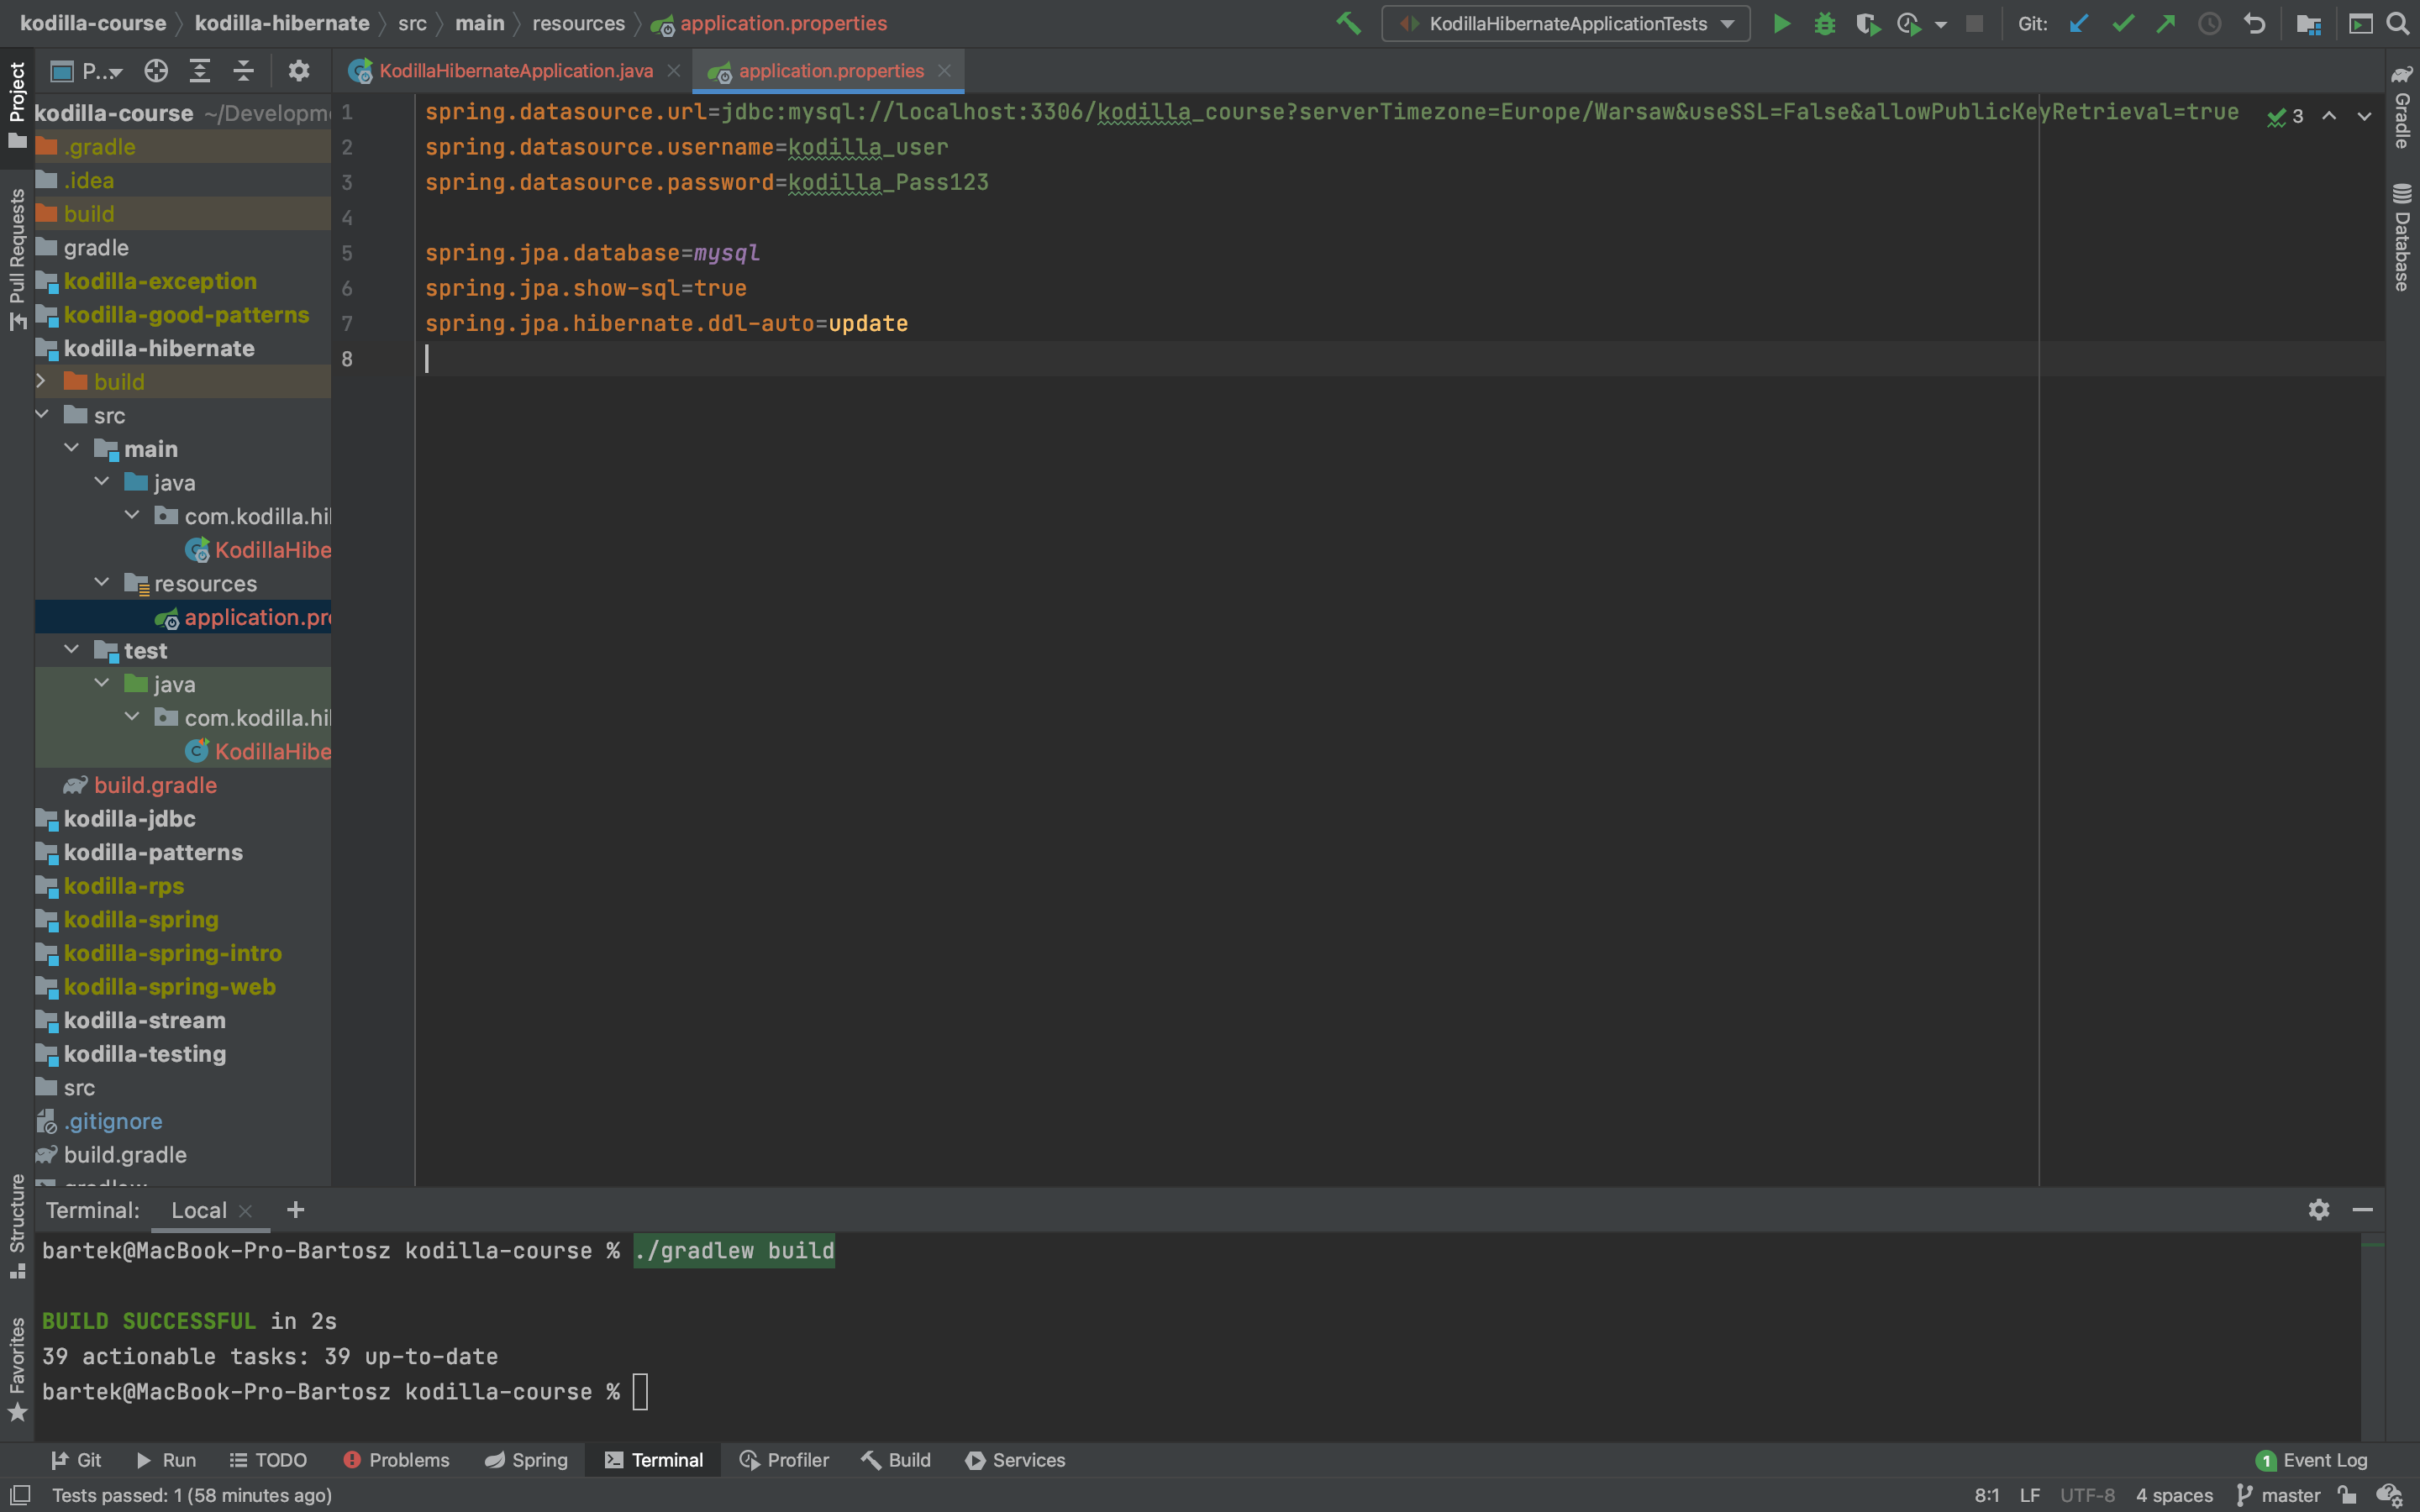 kodilla-course kodilla-hibernate src main resources application.properties
KodillaHibernateApplicationTests
Git:
Project
Pull Requests
Structure
Favorites
P...
KodillaHibernateApplication.java
application.properties
kodilla-course ~/Developm
.gradle
.idea
build
gradle
kodilla-exception
kodilla-good-patterns
kodilla-hibernate
build
src
main
java
com.kodilla.hi
KodillaHibe
resources
application.pr
test
java
com.kodilla.hi
KodillaHibe
build.gradle
kodilla-jdbc
kodilla-patterns
kodilla-rps
kodilla-spring
kodilla-spring-intro
kodilla-spring-web
kodilla-stream
kodilla-testing
src
.gitignore
build.gradle
1 spring.datasource.url=jdbc:mysql://localhost:3306/kodilla_course?serverTimezone=Europe/Warsaw&useSSL=False&allowPublicKeyRetrieval=true
2 spring.datasource.username=kodilla_user
3 spring.datasource.password=kodilla_Pass123
4
5 spring.jpa.database=mysql
6 spring.jpa.show-sql=true
7 spring.jpa.hibernate.ddl-auto=update
8
3
Gradle
Database
Terminal: Local
bartek@MacBook-Pro-Bartosz kodilla-course % ./gradlew build
BUILD SUCCESSFUL in 2s
39 actionable tasks: 39 up-to-date
bartek@MacBook-Pro-Bartosz kodilla-course %
Git Run TODO Problems Spring Terminal Profiler Build Services 1 Event Log
Tests passed: 1 (58 minutes ago) 8:1 LF UTF-8 4 spaces master